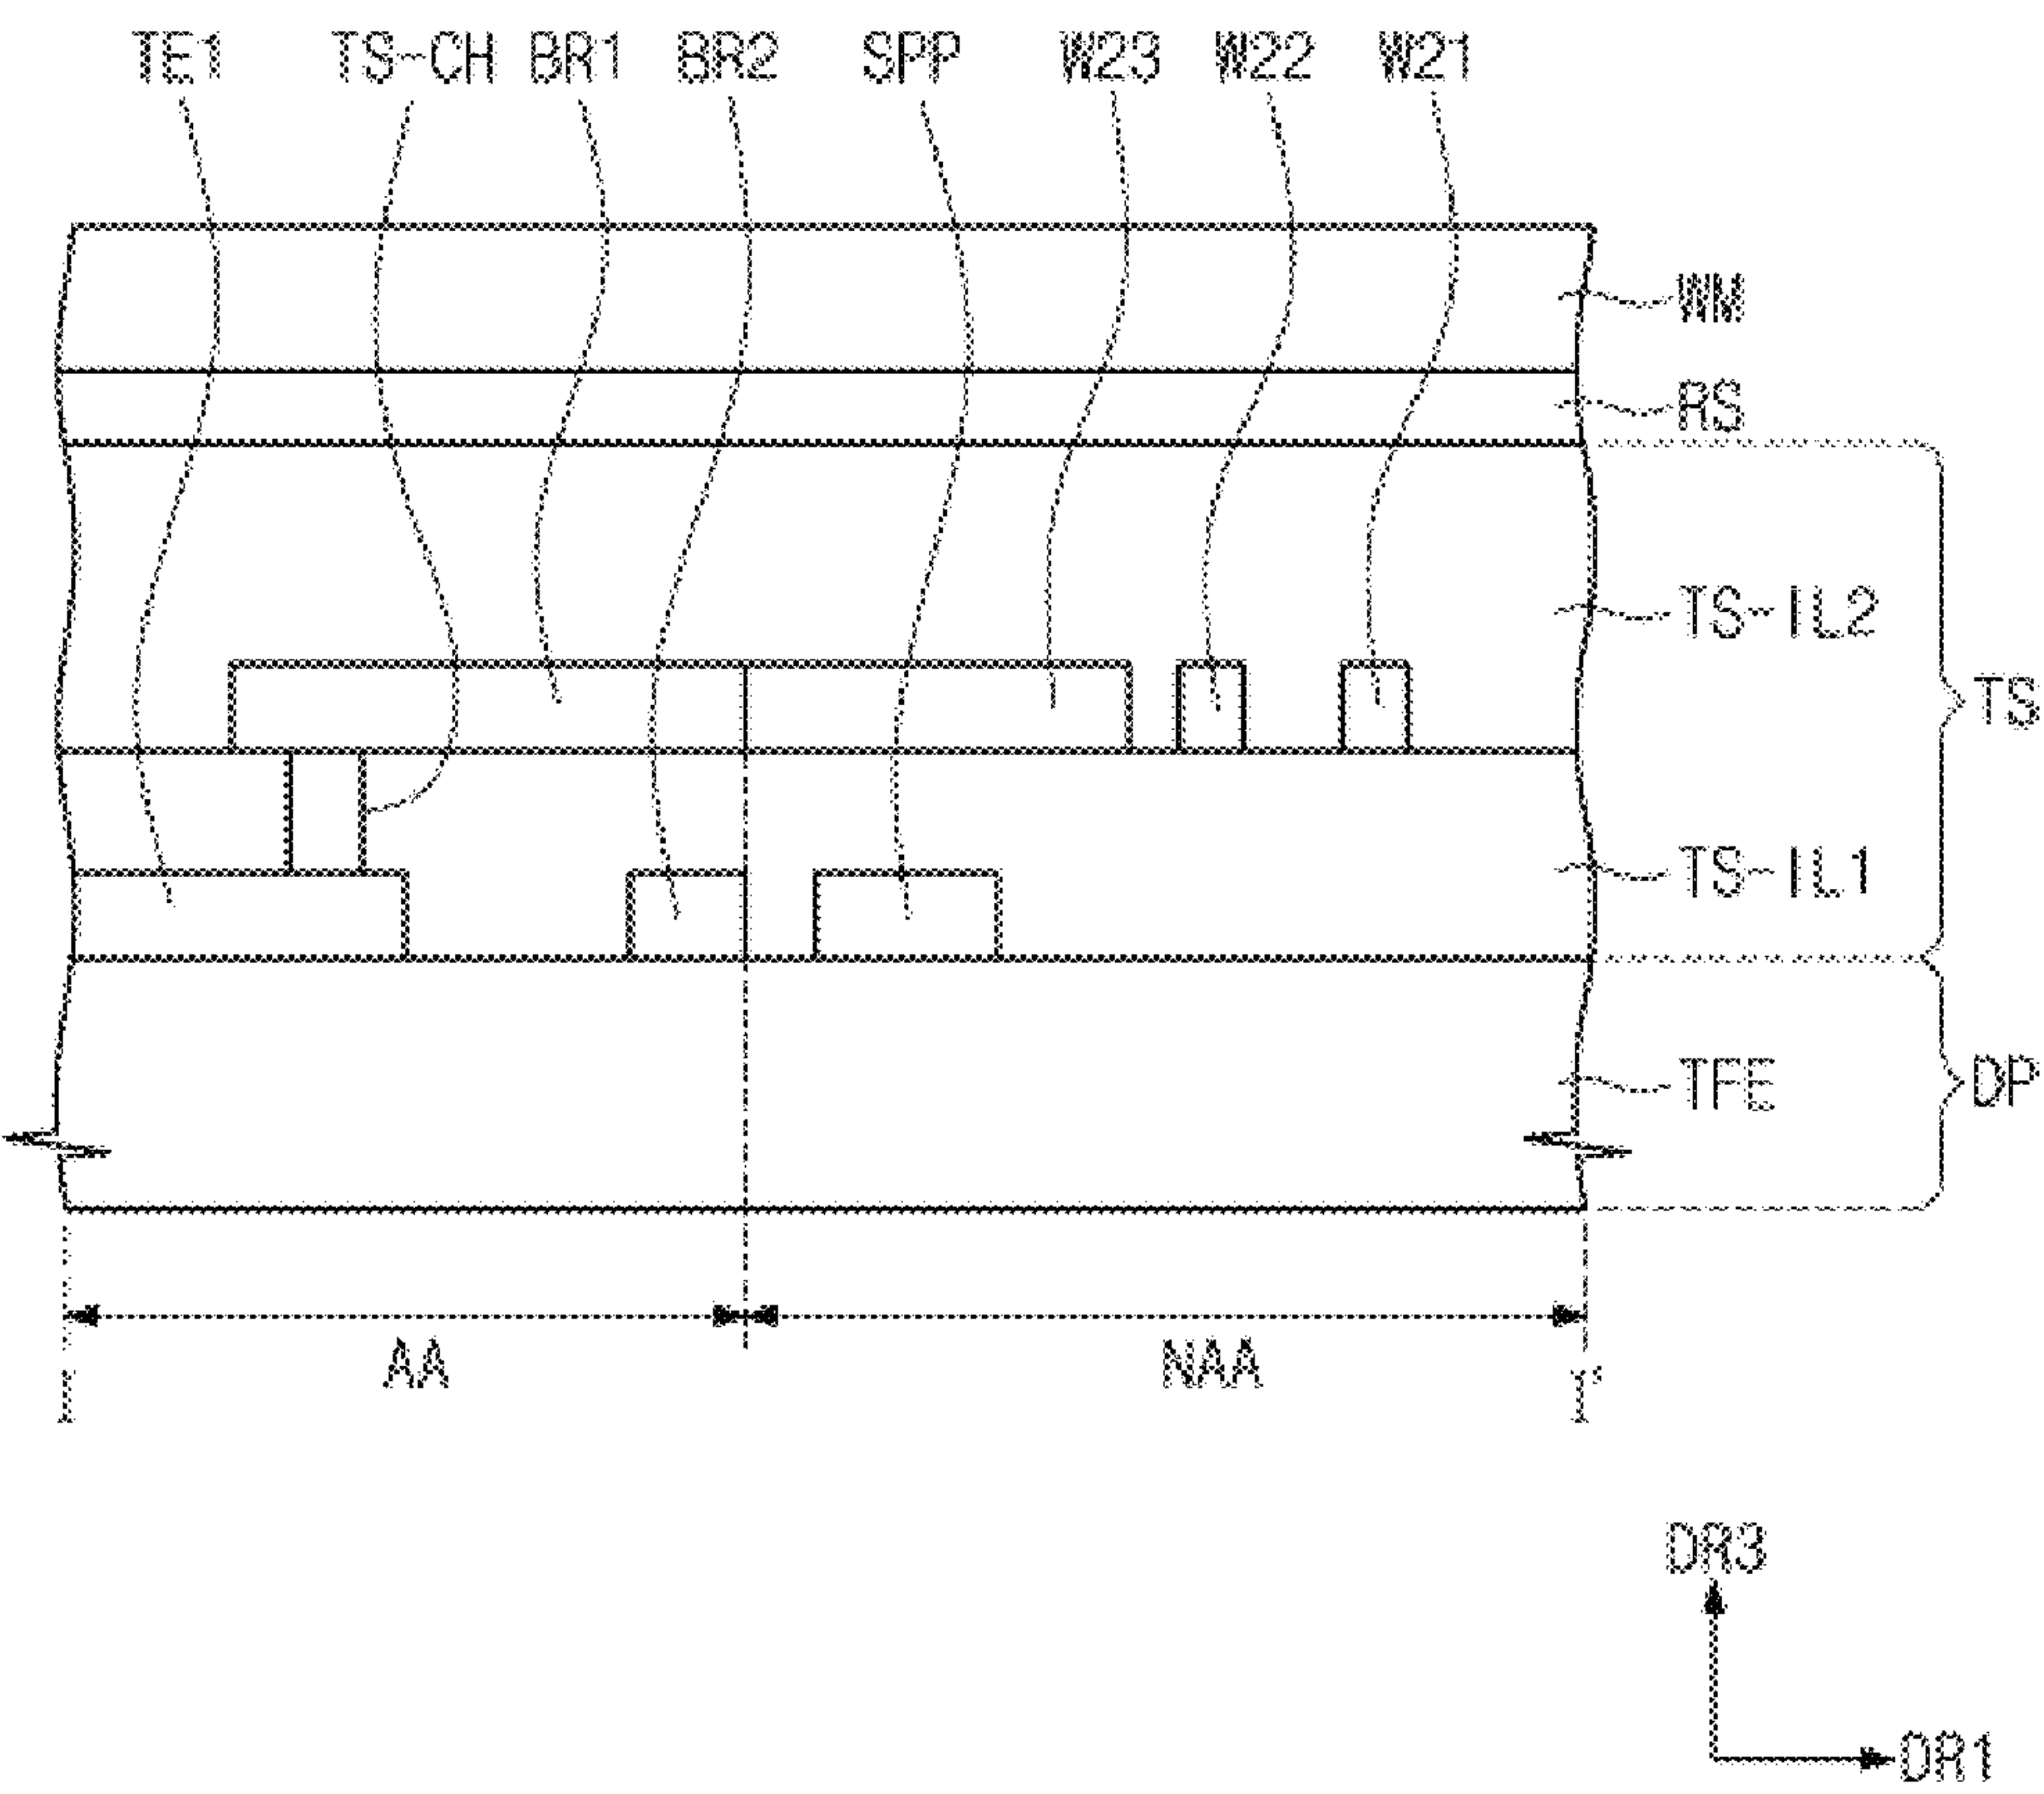 TE1 TS-CH BR1 BR2 SPP W23 W22 W21
WM
RS
TS-IL2
TS
TS-IL1
TFE
DP
AA NAA
I I'
DR3
DR1